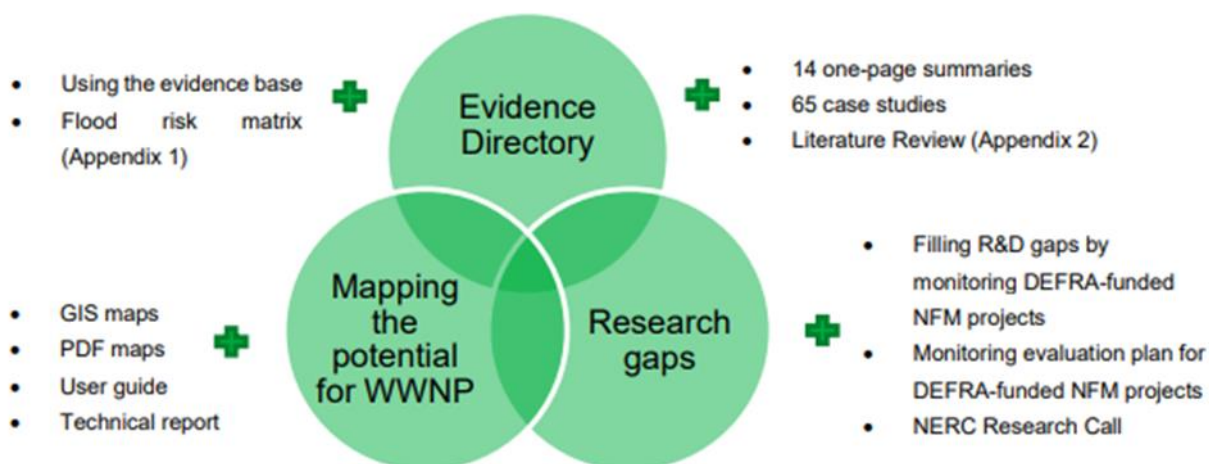 • Using the evidence base
• Flood risk matrix
(Appendix 1)
Evidence
Directory
• 14 one-page summaries
• 65 case studies
• Literature Review (Appendix 2)
• GIS maps
• PDF maps
• User guide
• Technical report
Mapping
the
potential
for WWNP
Research
gaps
• Filling R&D gaps by
monitoring DEFRA-funded
NFM projects
• Monitoring evaluation plan for
DEFRA-funded NFM projects
• NERC Research Call